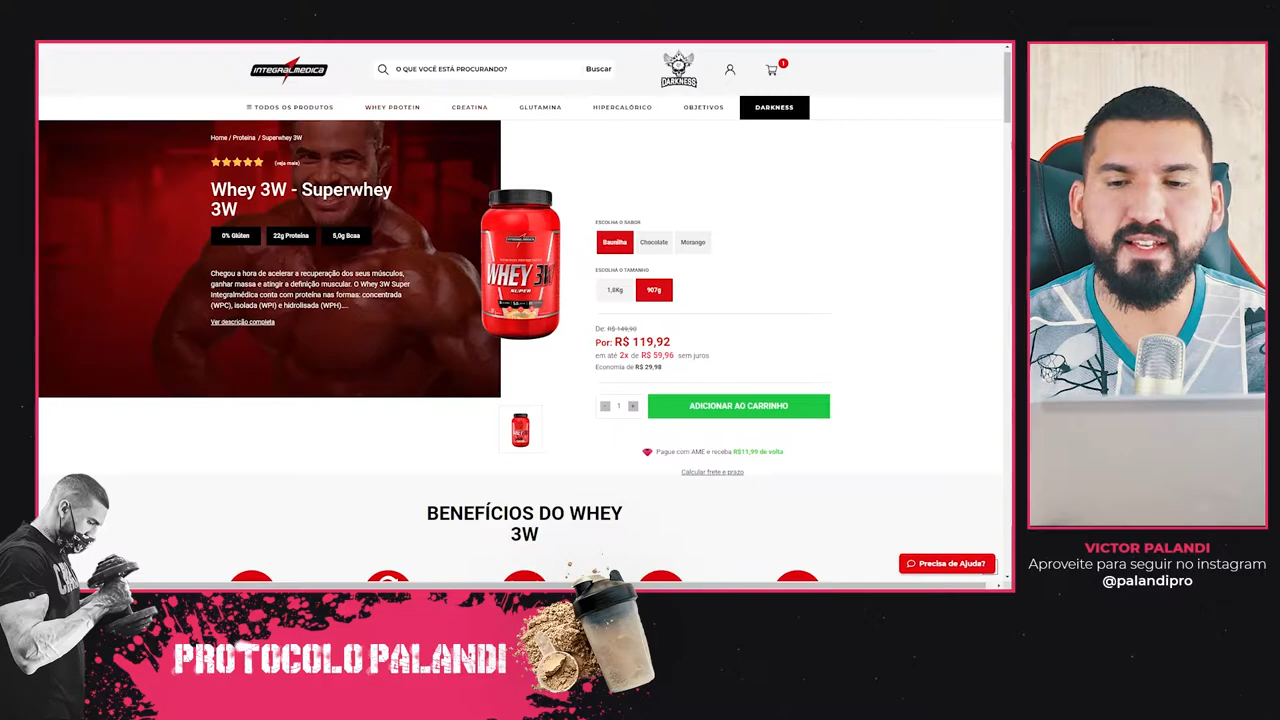 INTEGRALMEDICA
O QUE VOCÊ ESTÁ PROCURANDO?
Buscar
DARKNESS
1
TODOS OS PRODUTOS
WHEY PROTEIN
CREATINA
GLUTAMINA
HIPERCALÓRICO
OBJETIVOS
DARKNESS
Home / Proteína / Superwhey 3W
(veja mais)
Whey 3W - Superwhey
3W
0% Glúten
22g Proteína
5,0g Bcaa
Chegou a hora de acelerar a recuperação dos seus músculos,
ganhar massa e atingir a definição muscular. O Whey 3W Super
Integralmédica conta com proteína nas formas: concentrada
(WPC), isolada (WPI) e hidrolisada (WPH)....
Ver descrição completa
INTEGRALMEDICA
WHEY 3W
SUPER
ESCOLHA O SABOR
Baunilha
Chocolate
Morango
ESCOLHA O TAMANHO
1,8Kg
907g
De: R$ 149,90
Por: R$ 119,92
em até 2x de R$ 59,96 sem juros
Economia de R$ 29,98
- 1 +
ADICIONAR AO CARRINHO
Pague com AME e receba R$11,99 de volta
Calcular frete e prazo
BENEFÍCIOS DO WHEY
3W
Precisa de Ajuda?
VICTOR PALANDI
Aproveite para seguir no instagram
@palandipro
PROTOCOLO PALANDI